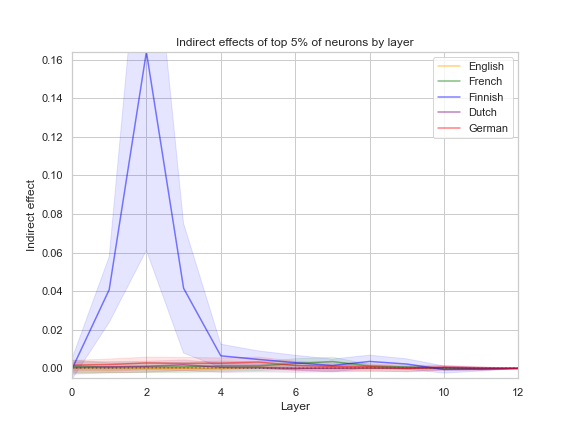 Indirect effects of top 5% of neurons by layer
0.16
0.14
0.12
0.10
0.08
0.06
0.04
0.02
0.00
Indirect effect
0 2 4 6 8 10 12
Layer
English
French
Finnish
Dutch
German